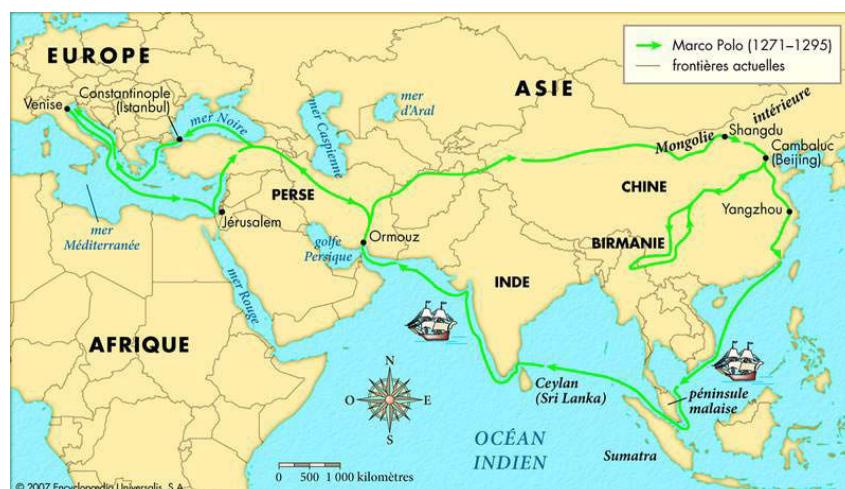 EUROPE
Marco Polo (1271–1295)
frontières actuelles
ASIE
Constantinople
(Istanbul)
Venise
mer Noire
mer Caspienne
mer
d'Aral
Mongolie
intérieure
Shangdu
Cambaluc
(Beijing)
PERSE
CHINE
Jérusalem
Yangzhou
mer
Méditerranée
golfe
Persique
Ormouz
BIRMANIE
INDE
mer Rouge
AFRIQUE
N
O
E
S
Ceylan
(Sri Lanka)
péninsule
malaise
OCÉAN
INDIEN
Sumatra
0 500 1 000 kilomètres
© 2007 Encyclopædia Universalis, S.A.